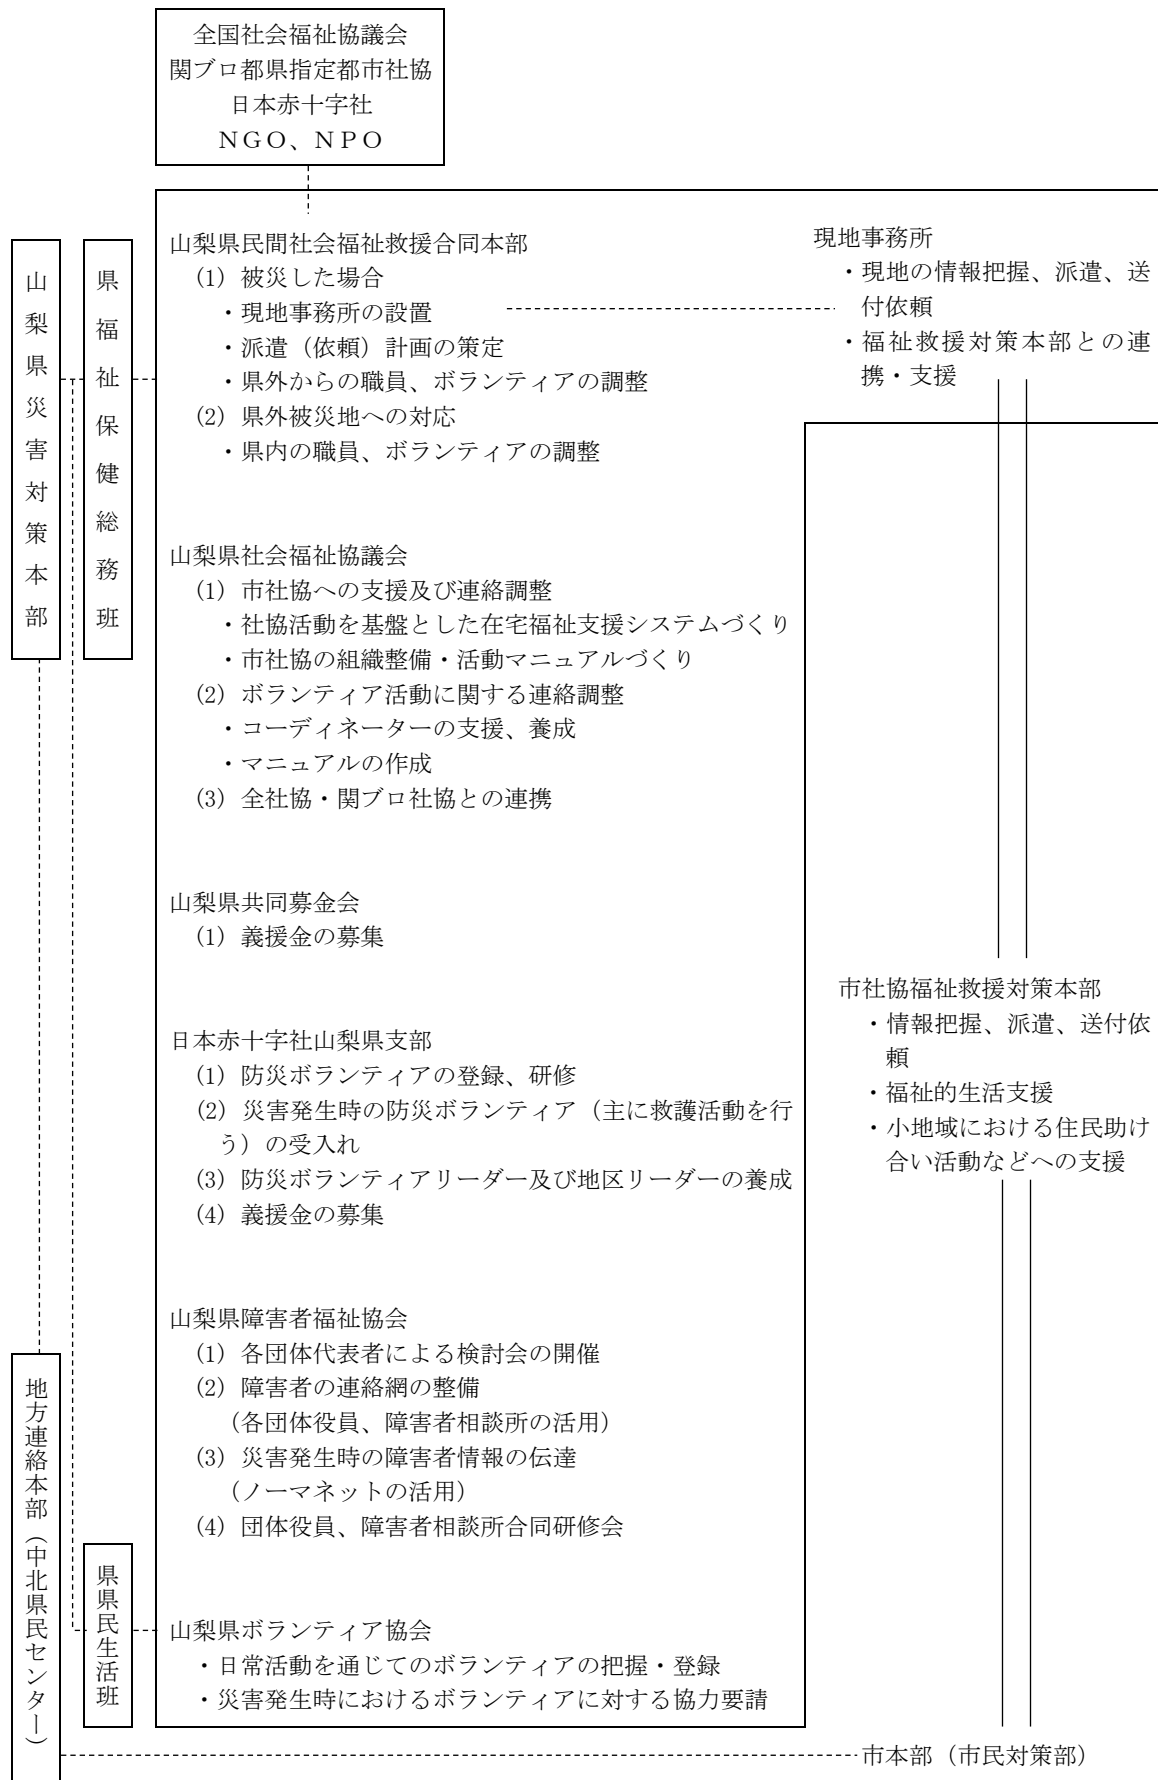 全国社会福祉協議会
関ブロ都県指定都市社協
日本赤十字社
ＮＧＯ、ＮＰＯ
山梨県災害対策本部
県福祉保健総務班
山梨県民間社会福祉救援合同本部
(1) 被災した場合
・現地事務所の設置
・派遣（依頼）計画の策定
・県外からの職員、ボランティアの調整
(2) 県外被災地への対応
・県内の職員、ボランティアの調整
現地事務所
・現地の情報把握、派遣、送
付依頼
・福祉救援対策本部との連
携・支援
山梨県社会福祉協議会
(1) 市社協への支援及び連絡調整
・社協活動を基盤とした在宅福祉支援システムづくり
・市社協の組織整備・活動マニュアルづくり
(2) ボランティア活動に関する連絡調整
・コーディネーターの支援、養成
・マニュアルの作成
(3) 全社協・関ブロ社協との連携
山梨県共同募金会
(1) 義援金の募集
日本赤十字社山梨県支部
(1) 防災ボランティアの登録、研修
(2) 災害発生時の防災ボランティア（主に救護活動を行
う）の受入れ
(3) 防災ボランティアリーダー及び地区リーダーの養成
(4) 義援金の募集
市社協福祉救援対策本部
・情報把握、派遣、送付依
頼
・福祉的生活支援
・小地域における住民助け
合い活動などへの支援
山梨県障害者福祉協会
(1) 各団体代表者による検討会の開催
(2) 障害者の連絡網の整備
（各団体役員、障害者相談所の活用）
(3) 災害発生時の障害者情報の伝達
（ノーマネットの活用）
(4) 団体役員、障害者相談所合同研修会
地方連絡本部（中北県民センター）
県県民生活班
山梨県ボランティア協会
・日常活動を通じてのボランティアの把握・登録
・災害発生時におけるボランティアに対する協力要請
市本部（市民対策部）